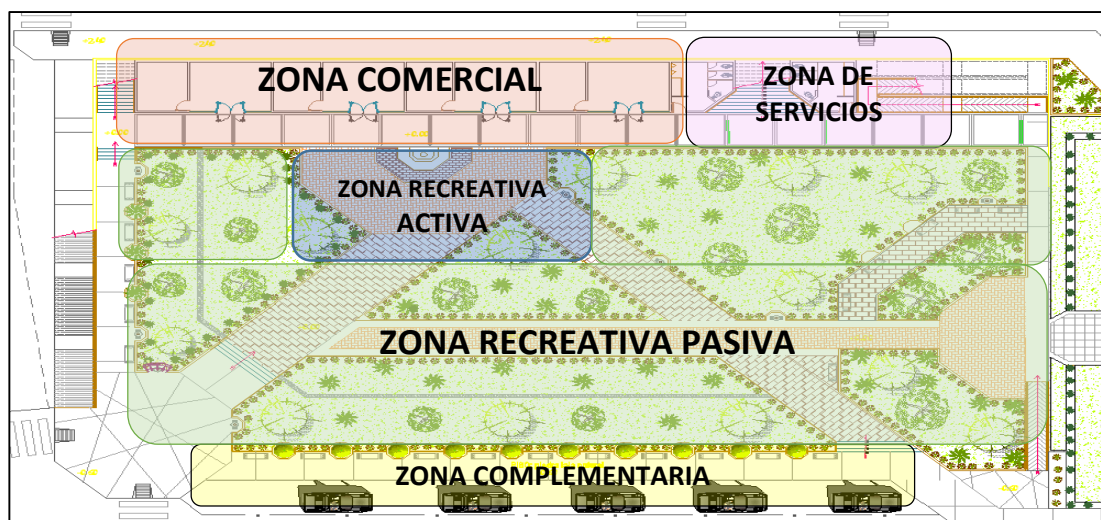 ZONA COMERCIAL
ZONA DE
SERVICIOS
ZONA RECREATIVA
ACTIVA
ZONA RECREATIVA PASIVA
ZONA COMPLEMENTARIA